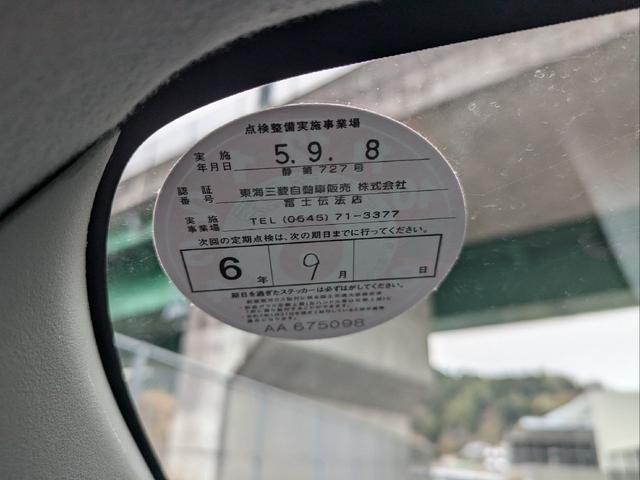 点検整備実施事業場
実施年月日 5.9.8
認証番号 静第727号
東海三菱自動車販売 株式会社
富士伝法店
実施事業場 TEL (0545) 71-3377
次回の定期点検は、次の期日までに行ってください。
6年 9月 日
期日を過ぎたステッカーは必ずはがしてください。
AA 675098